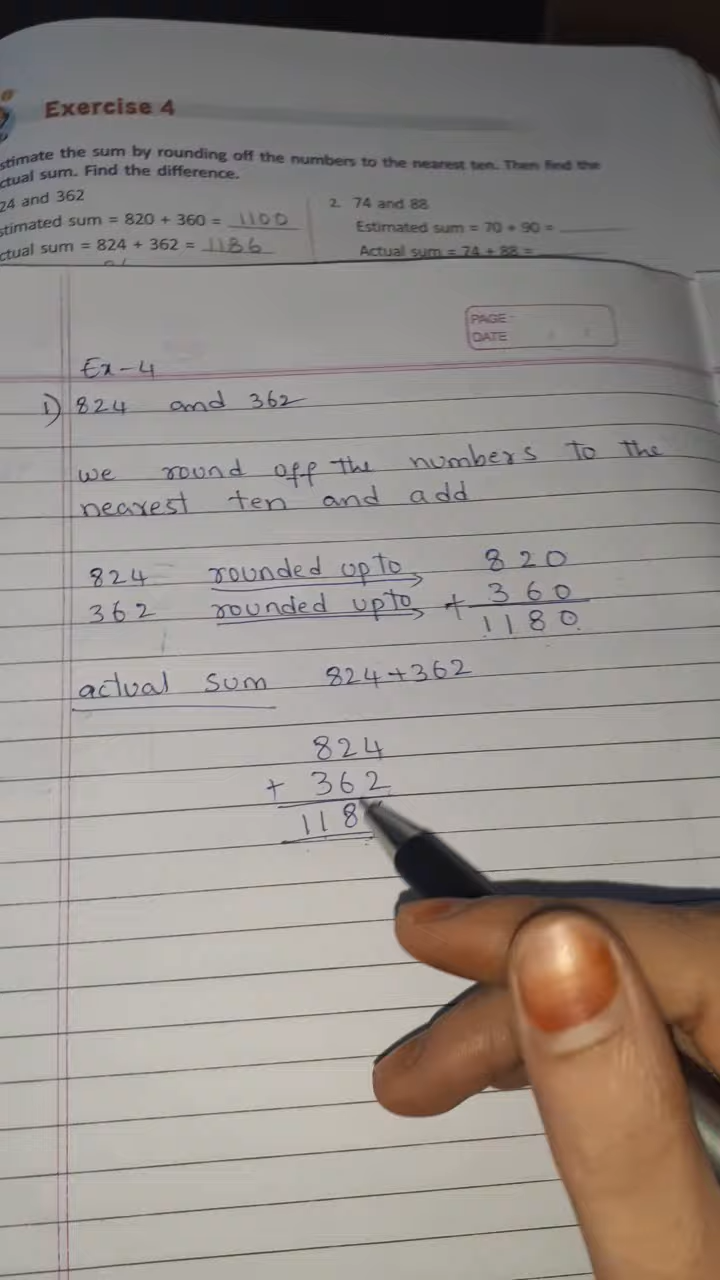 Exercise 4
stimate the sum by rounding off the numbers to the nearest ten. Then find the
ctual sum. Find the difference.
24 and 362
stimated sum = 820 + 360 = 1100
ctual sum = 824 + 362 = 1186
2. 74 and 88
Estimated sum = 70 + 90 =
Actual sum = 74 + 88 =
PAGE -
DATE
Ex-4
1) 824 and 362
we round off the numbers to the
nearest ten and add
824 rounded upto 820
362 rounded upto + 360
1180
actual sum 824+362
824
+ 362
118